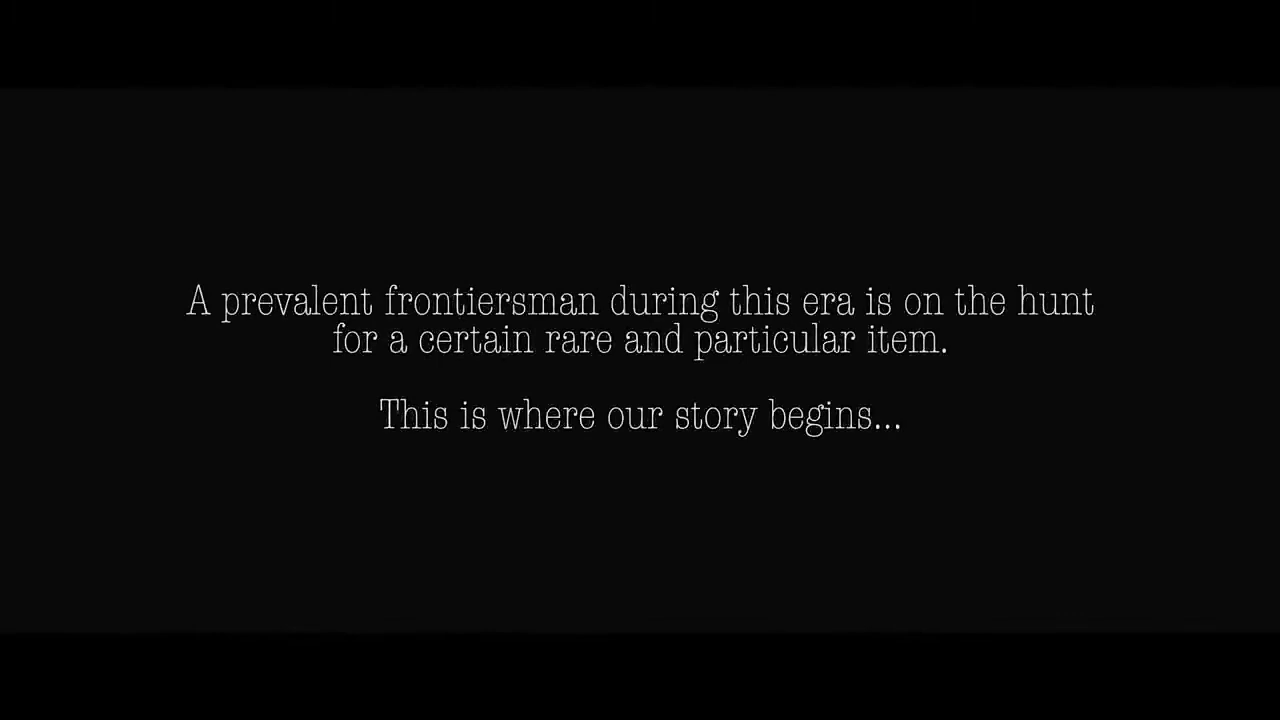 A prevalent frontiersman during this era is on the hunt
for a certain rare and particular item.
This is where our story begins...